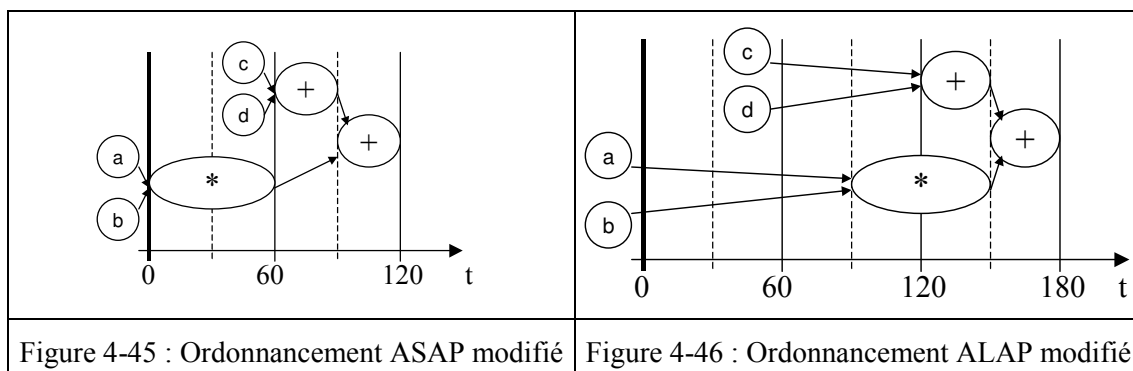 c
+
d
+
a
*
b
0
60
120
t
Figure 4-45 : Ordonnancement ASAP modifié
c
+
d
+
a
*
b
0
60
120
180
t
Figure 4-46 : Ordonnancement ALAP modifié